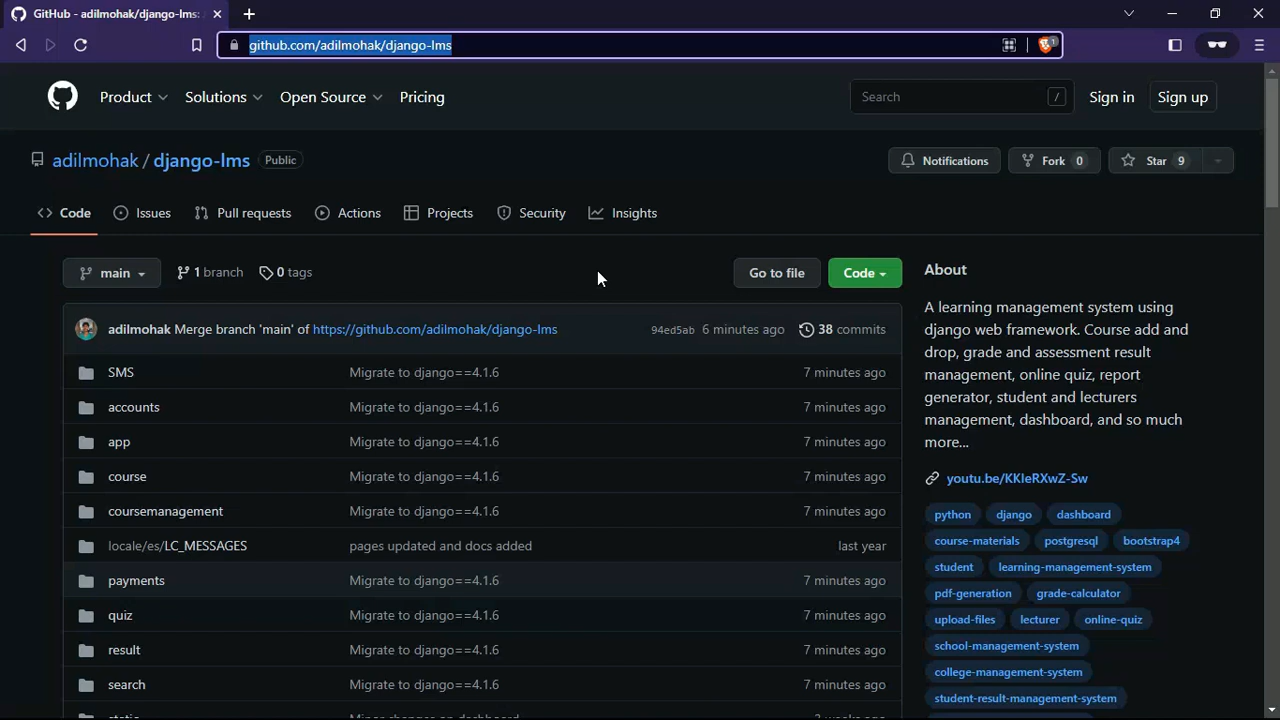 GitHub - adilmohak/django-lms:
github.com/adilmohak/django-lms
1
Product Solutions Open Source Pricing
Search /
Sign in Sign up
adilmohak / django-lms Public
Notifications Fork 0 Star 9
Code Issues Pull requests Actions Projects Security Insights
main 1 branch 0 tags Go to file Code
adilmohak Merge branch 'main' of https://github.com/adilmohak/django-lms 94ed5ab 6 minutes ago 38 commits
SMS Migrate to django==4.1.6 7 minutes ago
accounts Migrate to django==4.1.6 7 minutes ago
app Migrate to django==4.1.6 7 minutes ago
course Migrate to django==4.1.6 7 minutes ago
coursemanagement Migrate to django==4.1.6 7 minutes ago
locale/es/LC_MESSAGES pages updated and docs added last year
payments Migrate to django==4.1.6 7 minutes ago
quiz Migrate to django==4.1.6 7 minutes ago
result Migrate to django==4.1.6 7 minutes ago
search Migrate to django==4.1.6 7 minutes ago
static Minor changes on dashboard 3 weeks ago
About
A learning management system using
django web framework. Course add and
drop, grade and assessment result
management, online quiz, report
generator, student and lecturers
management, dashboard, and so much
more...
youtu.be/KKIeRXwZ-Sw
python django dashboard
course-materials postgresql bootstrap4
student learning-management-system
pdf-generation grade-calculator
upload-files lecturer online-quiz
school-management-system
college-management-system
student-result-management-system